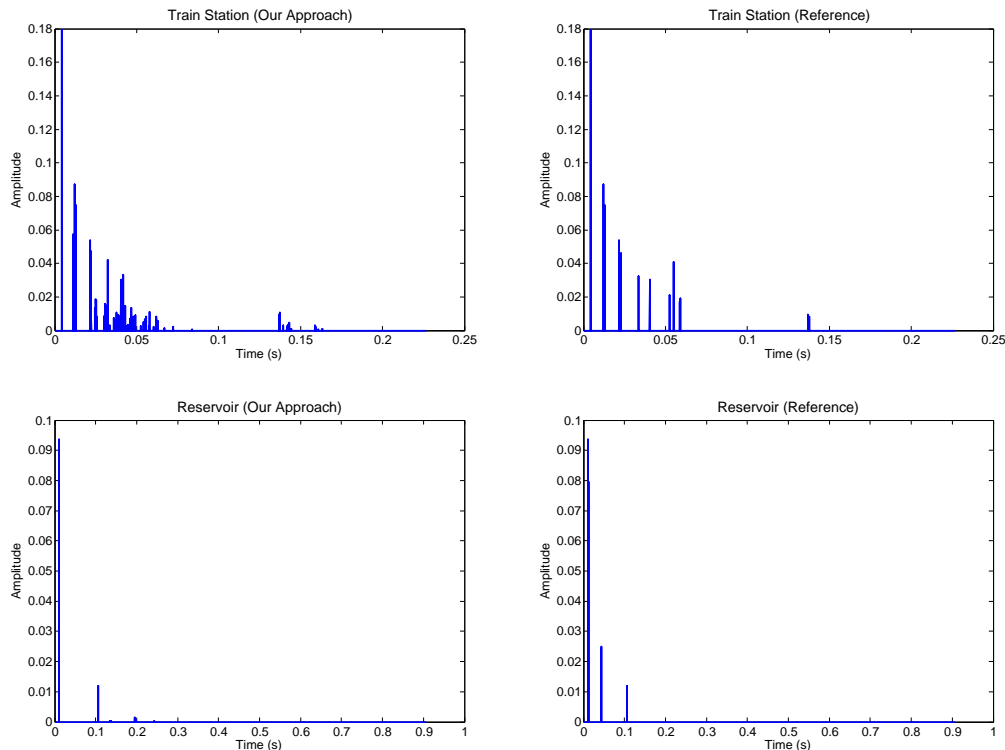 Train Station (Our Approach)
0.18
0.16
0.14
0.12
0.1
0.08
0.06
0.04
0.02
0
Amplitude
0 0.05 0.1 0.15 0.2 0.25
Time (s)
Train Station (Reference)
0.18
0.16
0.14
0.12
0.1
0.08
0.06
0.04
0.02
0
Amplitude
0 0.05 0.1 0.15 0.2 0.25
Time (s)
Reservoir (Our Approach)
0.1
0.09
0.08
0.07
0.06
0.05
0.04
0.03
0.02
0.01
0
Amplitude
0 0.1 0.2 0.3 0.4 0.5 0.6 0.7 0.8 0.9 1
Time (s)
Reservoir (Reference)
0.1
0.09
0.08
0.07
0.06
0.05
0.04
0.03
0.02
0.01
0
Amplitude
0 0.1 0.2 0.3 0.4 0.5 0.6 0.7 0.8 0.9 1
Time (s)